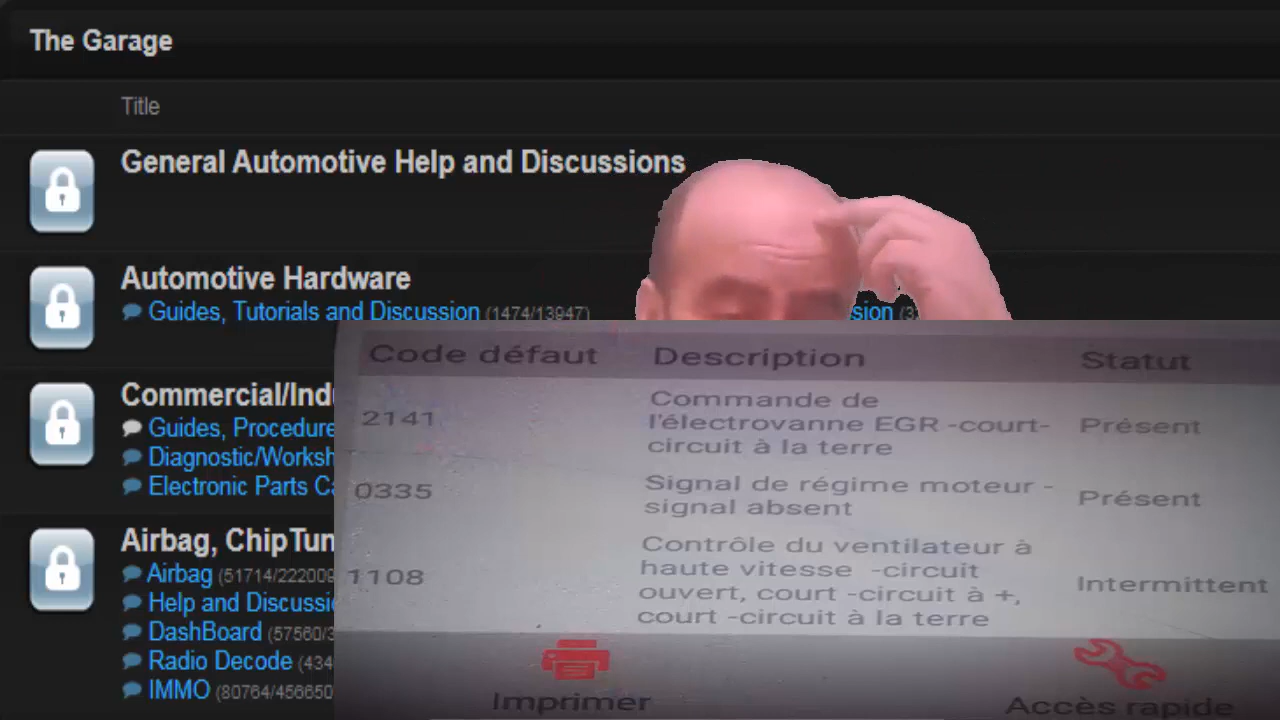 The Garage
Title
General Automotive Help and Discussions
Automotive Hardware
Guides, Tutorials and Discussion (1474/13947)
sion (3
Commercial/Ind
Guides, Procedure
Diagnostic/Worksh
Electronic Parts Ca
Airbag, ChipTun
Airbag (51714/222009
Help and Discussi
DashBoard (57560/3
Radio Decode (434
IMMO (80764/456650
Code défaut Description Statut
2141 Commande de
l'électrovanne EGR -court-
circuit à la terre Présent
0335 Signal de régime moteur -
signal absent Présent
1108 Contrôle du ventilateur à
haute vitesse -circuit
ouvert, court -circuit à +,
court -circuit à la terre Intermittent
Imprimer Accès rapide